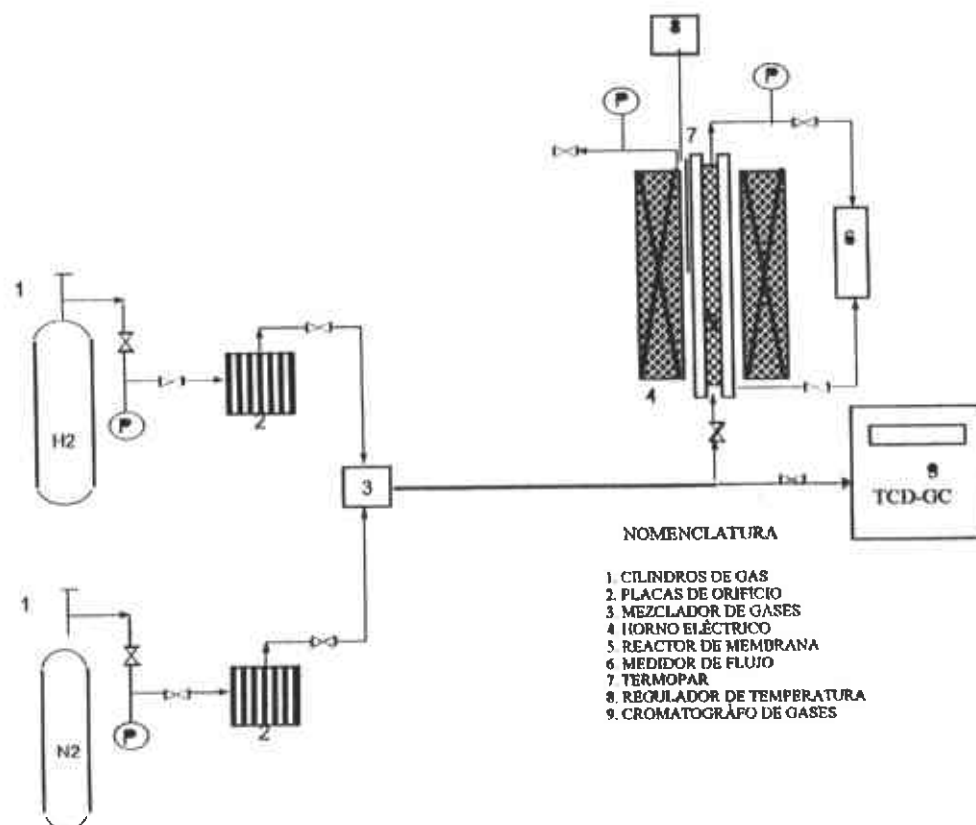 8
P
P
7
6
1
4
P
2
H2
3
9
TCD-GC
NOMENCLATURA
1. CILINDROS DE GAS
2. PLACAS DE ORIFICIO
3. MEZCLADOR DE GASES
4. HORNO ELÉCTRICO
5. REACTOR DE MEMBRANA
6. MEDIDOR DE FLUJO
7. TERMOPAR
8. REGULADOR DE TEMPERATURA
9. CROMATOGRÁFO DE GASES
1
2
P
N2